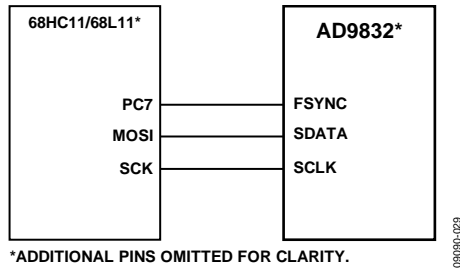 68HC11/68L11*
AD9832*
PC7
FSYNC
MOSI
SDATA
SCK
SCLK
*ADDITIONAL PINS OMITTED FOR CLARITY.
09090-029